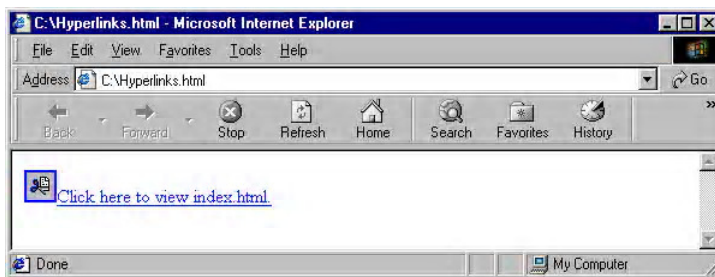 C:\Hyperlinks.html - Microsoft Internet Explorer
File Edit View Favorites Tools Help
Address C:\Hyperlinks.html Go
Back Forward Stop Refresh Home Search Favorites History »
Click here to view index.html.
Done My Computer